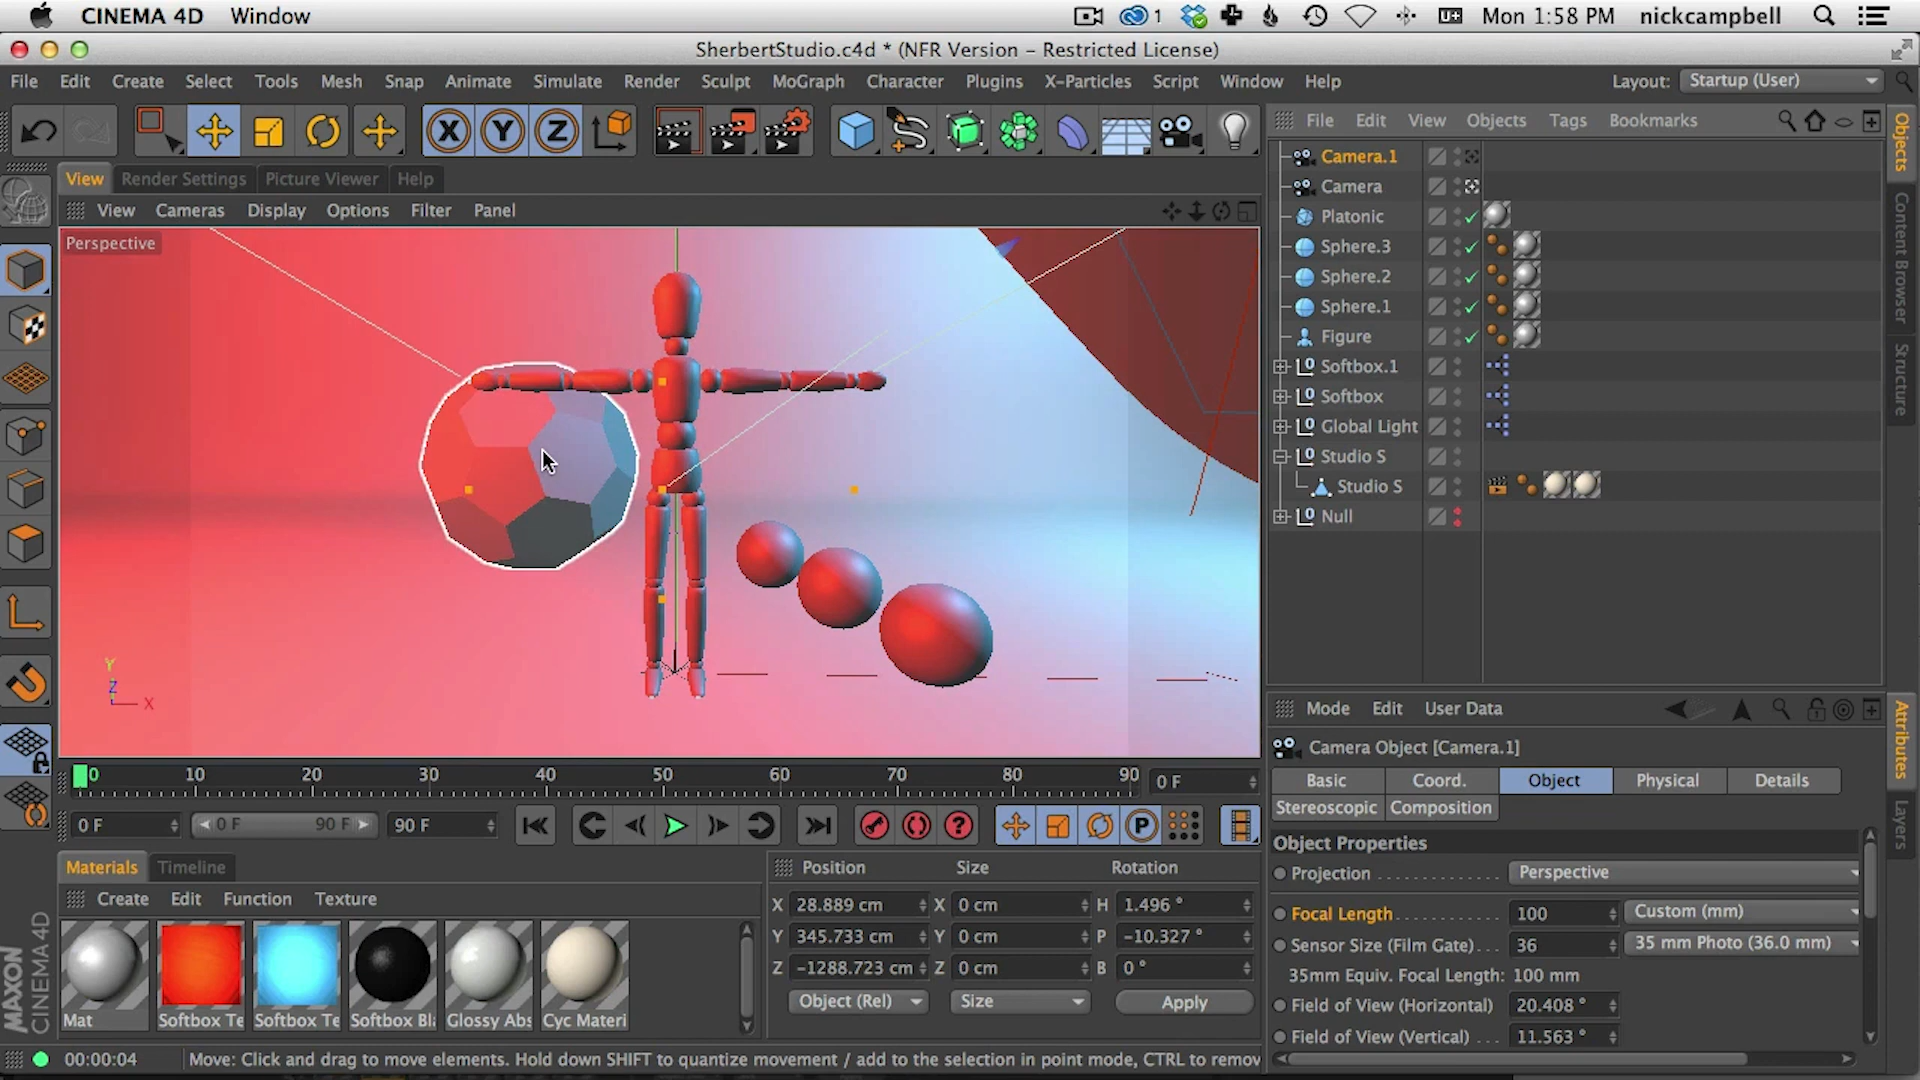 CINEMA 4D Window 1 Mon 1:58 PM nickcampbell
SherbertStudio.c4d * (NFR Version - Restricted License)
File Edit Create Select Tools Mesh Snap Animate Simulate Render Sculpt MoGraph Character Plugins X-Particles Script Window Help Layout: Startup (User)
X Y Z
File Edit View Objects Tags Bookmarks
View Render Settings Picture Viewer Help
View Cameras Display Options Filter Panel
Perspective
Camera.1
Camera
Platonic
Sphere.3
Sphere.2
Sphere.1
Figure
Softbox.1
Softbox
Global Light
Studio S
Studio S
Null
Objects
Content Browser
Structure
Y
Z
X
Mode Edit User Data
Camera Object [Camera.1]
Basic Coord. Object Physical Details
Stereoscopic Composition
Object Properties
Projection . . . . . . . . . . . . . Perspective
Focal Length . . . . . . . . . . 100 Custom (mm)
Sensor Size (Film Gate) . . . 36 35 mm Photo (36.0 mm)
35mm Equiv. Focal Length: 100 mm
Field of View (Horizontal) 20.408 °
Field of View (Vertical) . . . 11.563 °
Attributes
Layers
0 10 20 30 40 50 60 70 80 90 0 F
0 F 0 F 90 F 90 F
P
Materials Timeline
Create Edit Function Texture
Mat Softbox Te Softbox Te Softbox Bl Glossy Abs Cyc Materi
Position Size Rotation
X 28.889 cm X 0 cm H 1.496 °
Y 345.733 cm Y 0 cm P -10.327 °
Z -1288.723 cm Z 0 cm B 0 °
Object (Rel) Size Apply
MAXON
CINEMA 4D
00:00:04 Move: Click and drag to move elements. Hold down SHIFT to quantize movement / add to the selection in point mode, CTRL to remov